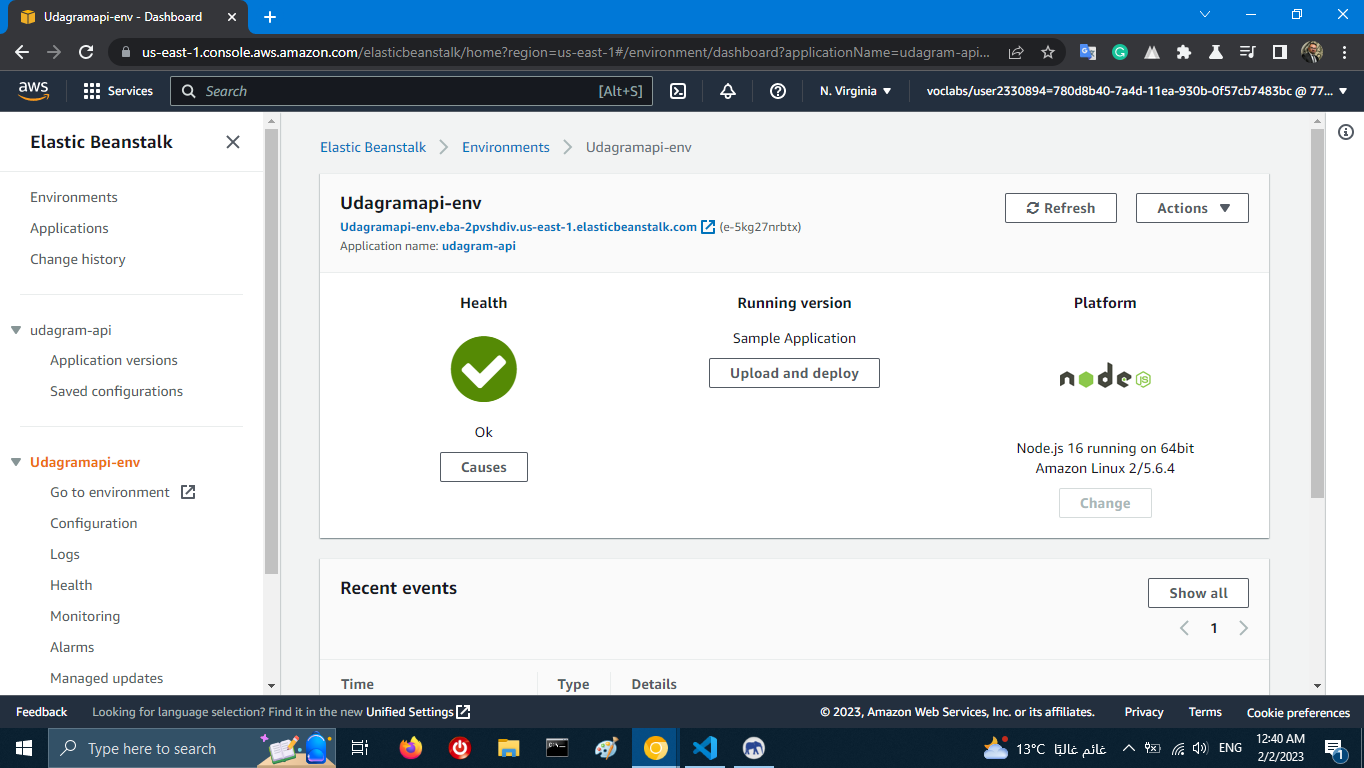 Udagramapi-env - Dashboard
us-east-1.console.aws.amazon.com/elasticbeanstalk/home?region=us-east-1#/environment/dashboard?applicationName=udagram-api...
aws
Services
Search
[Alt+S]
N. Virginia
voclabs/user2330894=780d8b40-7a4d-11ea-930b-0f57cb7483bc @ 77...
Elastic Beanstalk
Environments
Applications
Change history
udagram-api
Application versions
Saved configurations
Udagramapi-env
Go to environment
Configuration
Logs
Health
Monitoring
Alarms
Managed updates
Elastic Beanstalk
Environments
Udagramapi-env
Udagramapi-env
Udagramapi-env.eba-2pvshdiv.us-east-1.elasticbeanstalk.com (e-5kg27nrbtx)
Application name: udagram-api
Refresh
Actions
Health
Ok
Causes
Running version
Sample Application
Upload and deploy
Platform
node JS
Node.js 16 running on 64bit
Amazon Linux 2/5.6.4
Change
Recent events
Show all
1
Time
Type
Details
Feedback
Looking for language selection? Find it in the new Unified Settings
© 2023, Amazon Web Services, Inc. or its affiliates.
Privacy
Terms
Cookie preferences
Type here to search
13°C غائم غالبًا
ENG
12:40 AM
2/2/2023
1